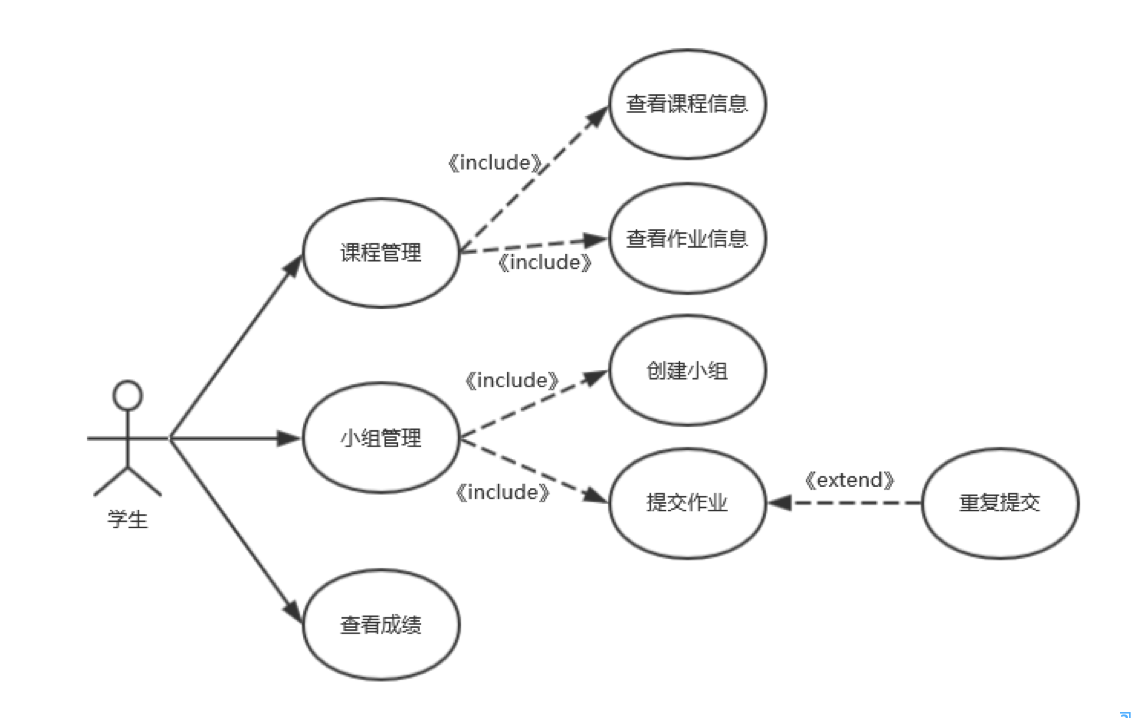 查看课程信息
《include》
查看作业信息
课程管理
《include》
创建小组
《include》
小组管理
《extend》
《include》
提交作业
重复提交
学生
查看成绩